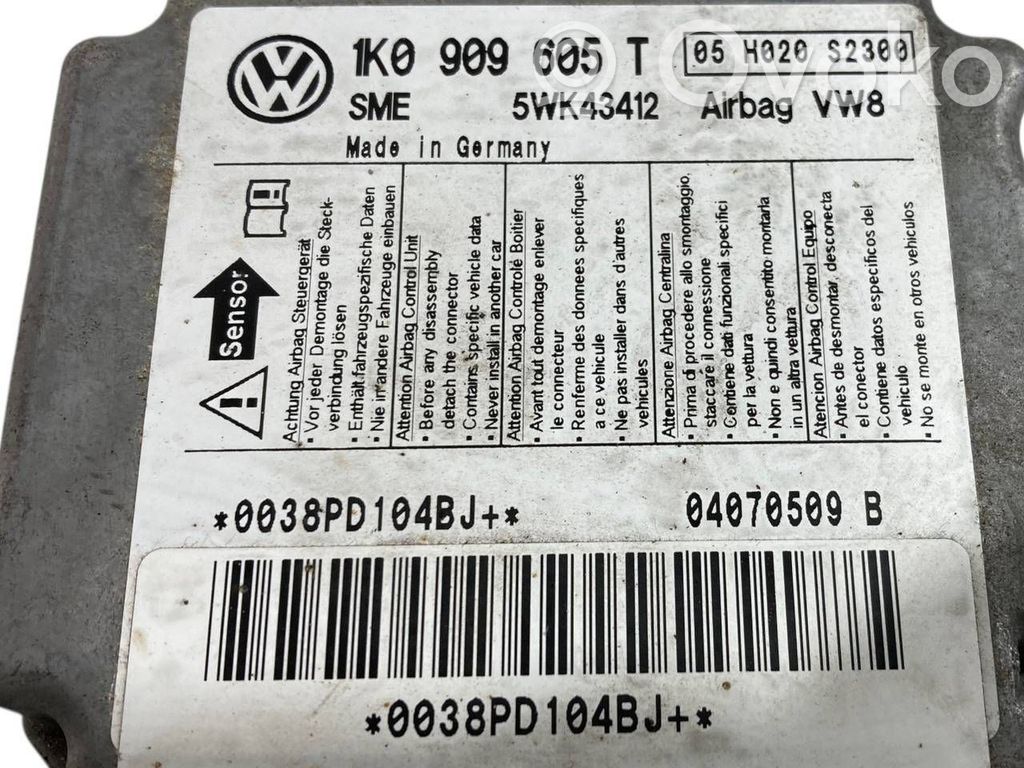 VW 1K0 909 605 T 05 H020 S2300
SME 5WK43412 Airbag VW8
Made in Germany
Ovoko
Sensor
Achtung Airbag Steuergerät
• Vor jeder Demontage die Steck-
verbindung lösen
• Enthält fahrzeugspezifische Daten
• Nie in andere Fahrzeuge einbauen
Attention Airbag Control Unit
• Before any disassembly
detach the connector
• Contains specific vehicle data
• Never install in another car
Attention Airbag Controlé Boitier
• Avant tout demontage enlever
le connecteur
• Renferme des donnees specifiques
a ce vehicule
• Ne pas installer dans d'autres
vehicules
Attenzione Airbag Centralina
• Prima di procedere allo smontaggio,
staccare il connessione
• Contiene dati funzionali specifici
per la vettura
• Non e quindi consentito montarla
in un altra vettura
Atencion Airbag Control Equipo
• Antes de desmontar, desconecta
el conector
• Contiene datos especificos del
vehiculo
• No se monte en otros vehiculos
*0038PD104BJ+* 04070509 B
*0038PD104BJ+*